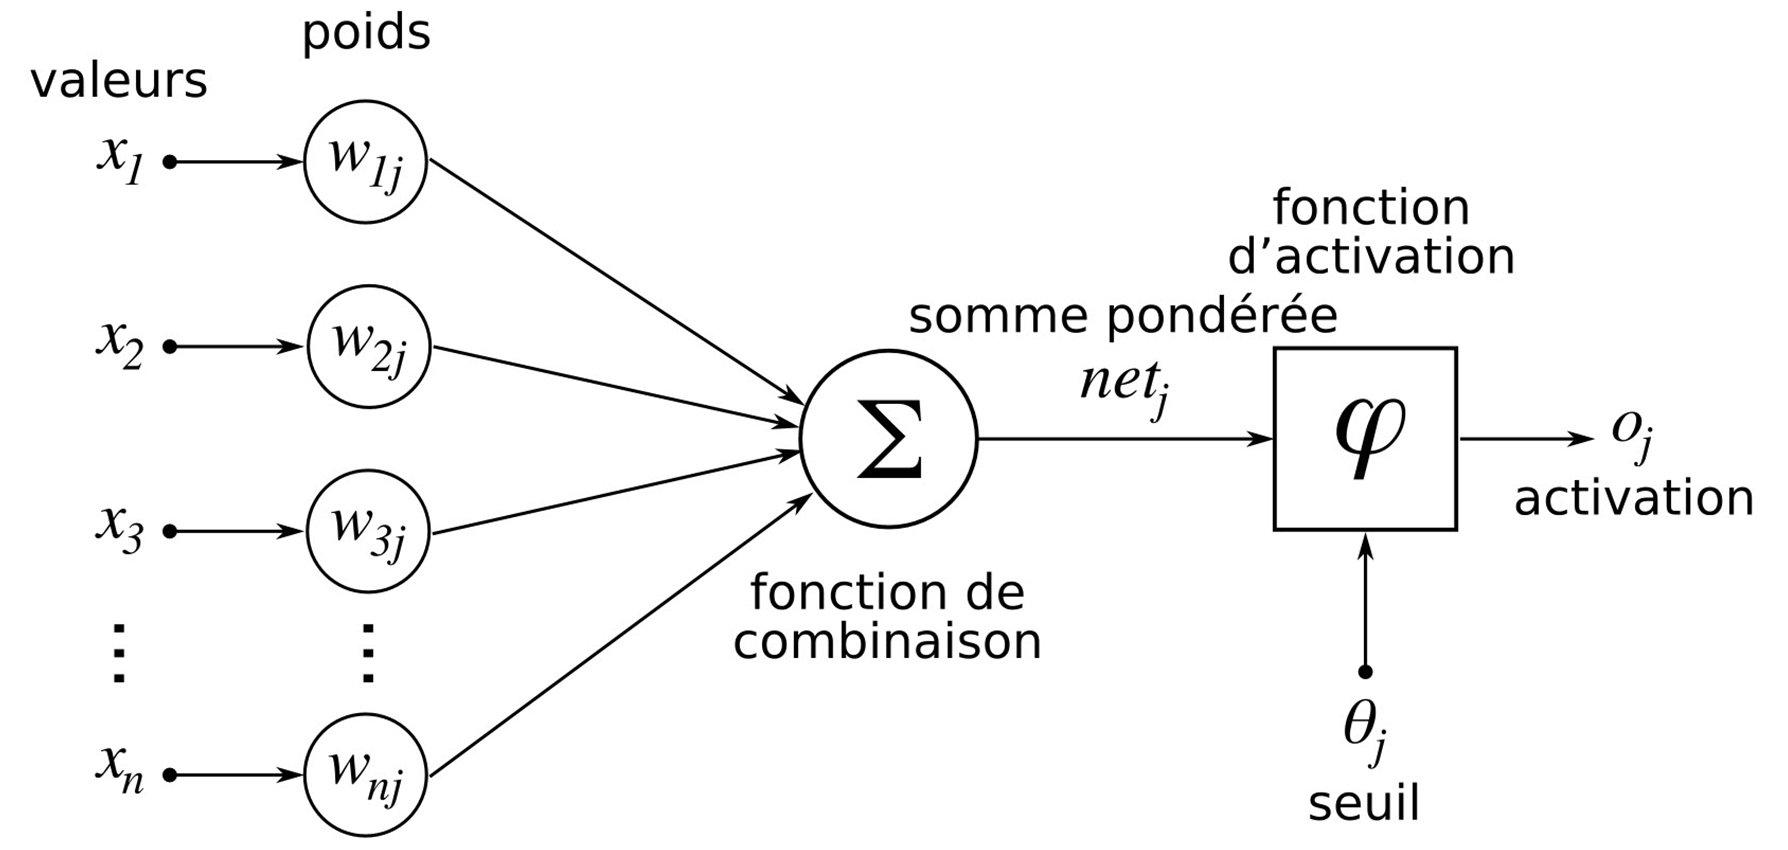 poids
valeurs
x1
w1j
x2
w2j
x3
w3j
⋮ ⋮
xn
wnj
Σ
fonction de
combinaison
somme pondérée
netj
fonction
d’activation
φ
oj
activation
θj
seuil